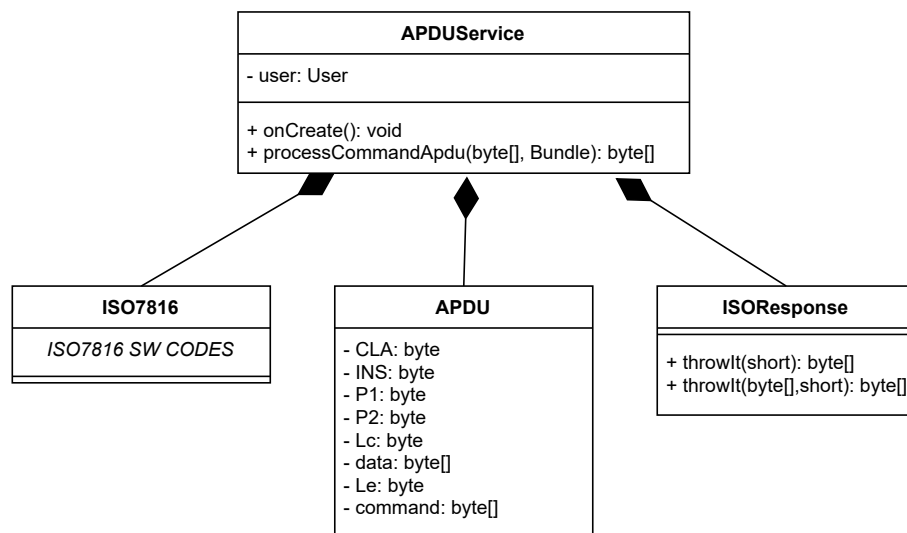 APDUService
- user: User
+ onCreate(): void
+ processCommandApdu(byte[], Bundle): byte[]
ISO7816
ISO7816 SW CODES
APDU
- CLA: byte
- INS: byte
- P1: byte
- P2: byte
- Lc: byte
- data: byte[]
- Le: byte
- command: byte[]
ISOResponse
+ throwIt(short): byte[]
+ throwIt(byte[],short): byte[]